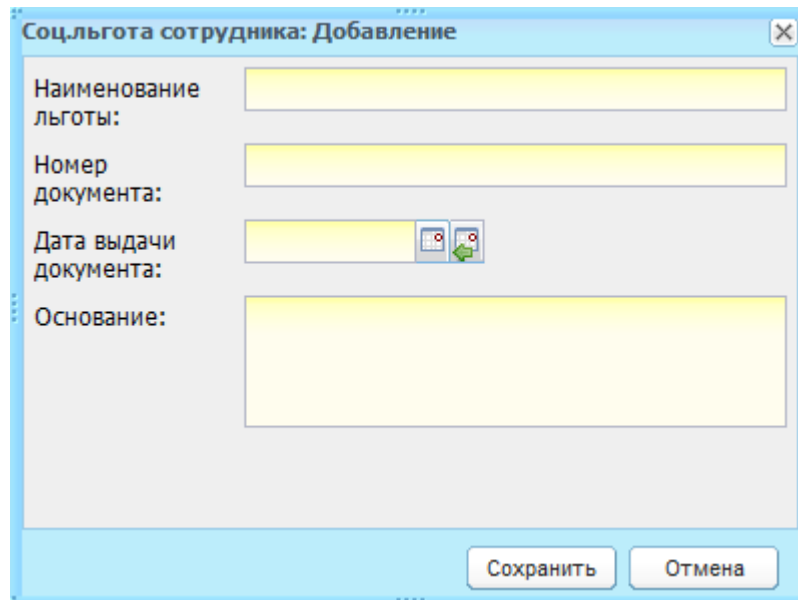 Соц.льгота сотрудника: Добавление
Наименование
льготы:
Номер
документа:
Дата выдачи
документа:
Основание:
Сохранить
Отмена